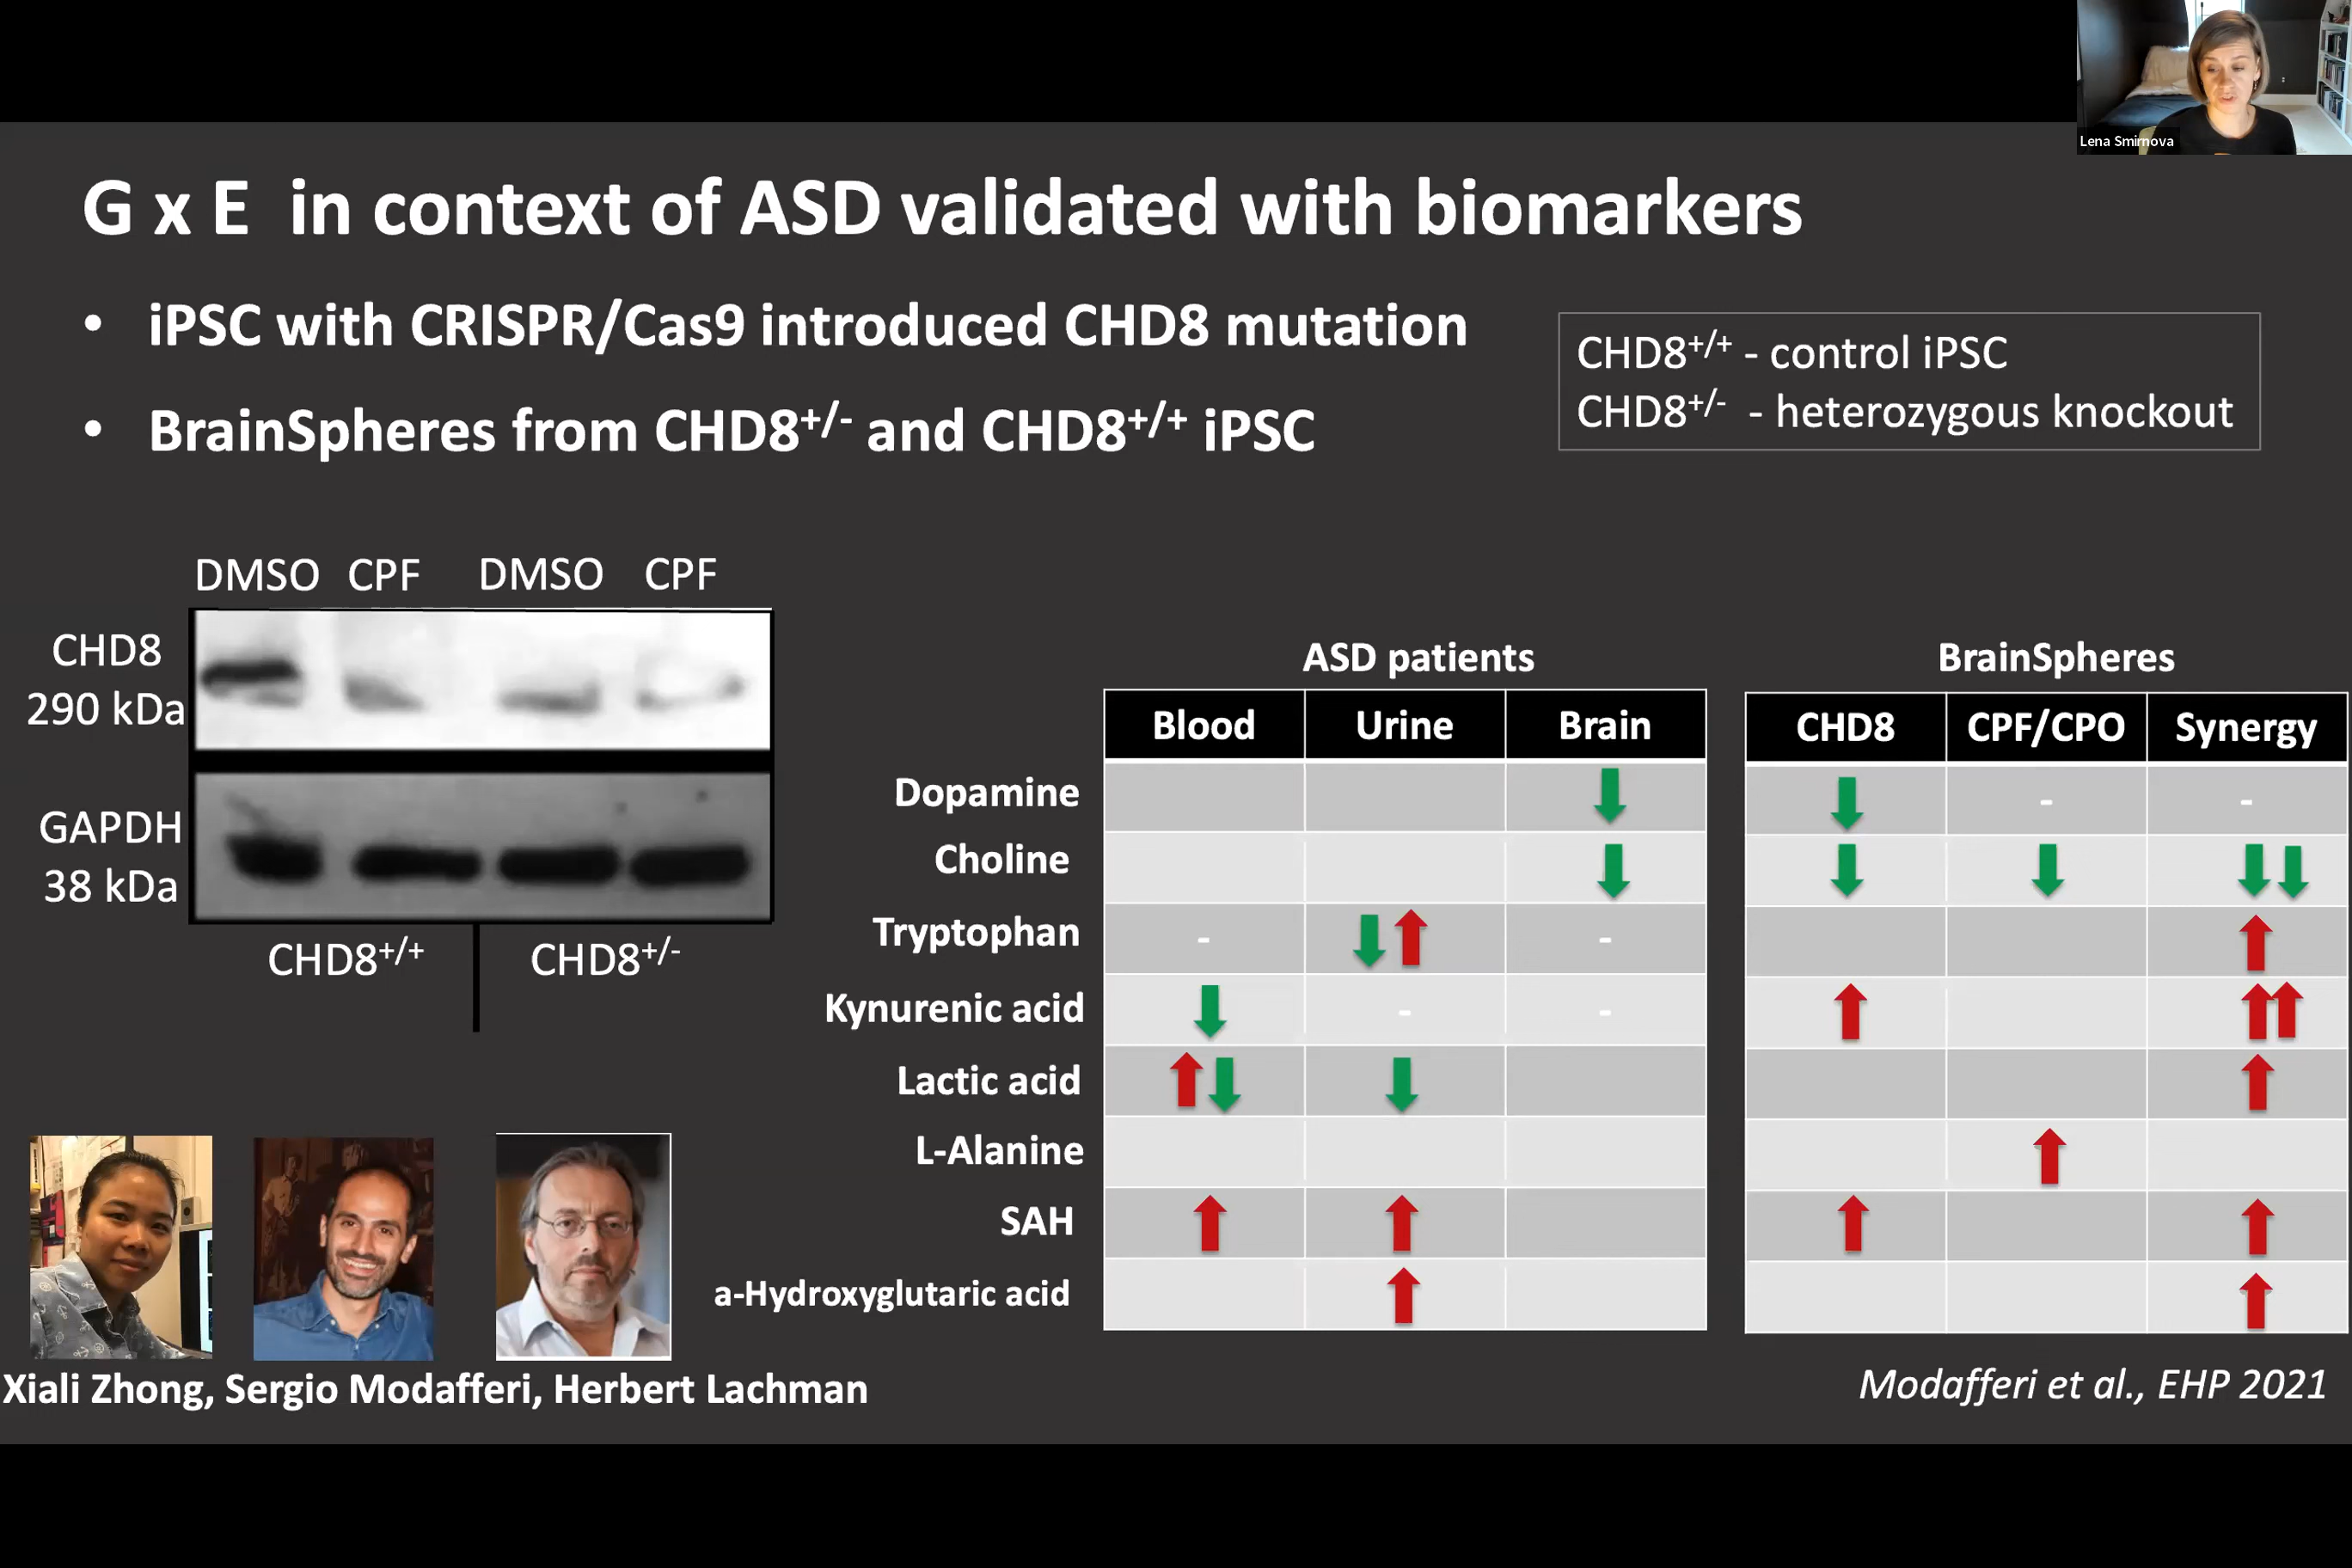 Lena Smirnova
G x E in context of ASD validated with biomarkers
• iPSC with CRISPR/Cas9 introduced CHD8 mutation
• BrainSpheres from CHD8+/- and CHD8+/+ iPSC
CHD8+/+ - control iPSC
CHD8+/- - heterozygous knockout
DMSO CPF DMSO CPF
CHD8
290 kDa
GAPDH
38 kDa
CHD8+/+ CHD8+/-
ASD patients
Blood Urine Brain
BrainSpheres
CHD8 CPF/CPO Synergy
Dopamine - -
Choline
Tryptophan - -
Kynurenic acid - -
Lactic acid
L-Alanine
SAH
a-Hydroxyglutaric acid
Xiali Zhong, Sergio Modafferi, Herbert Lachman
Modafferi et al., EHP 2021